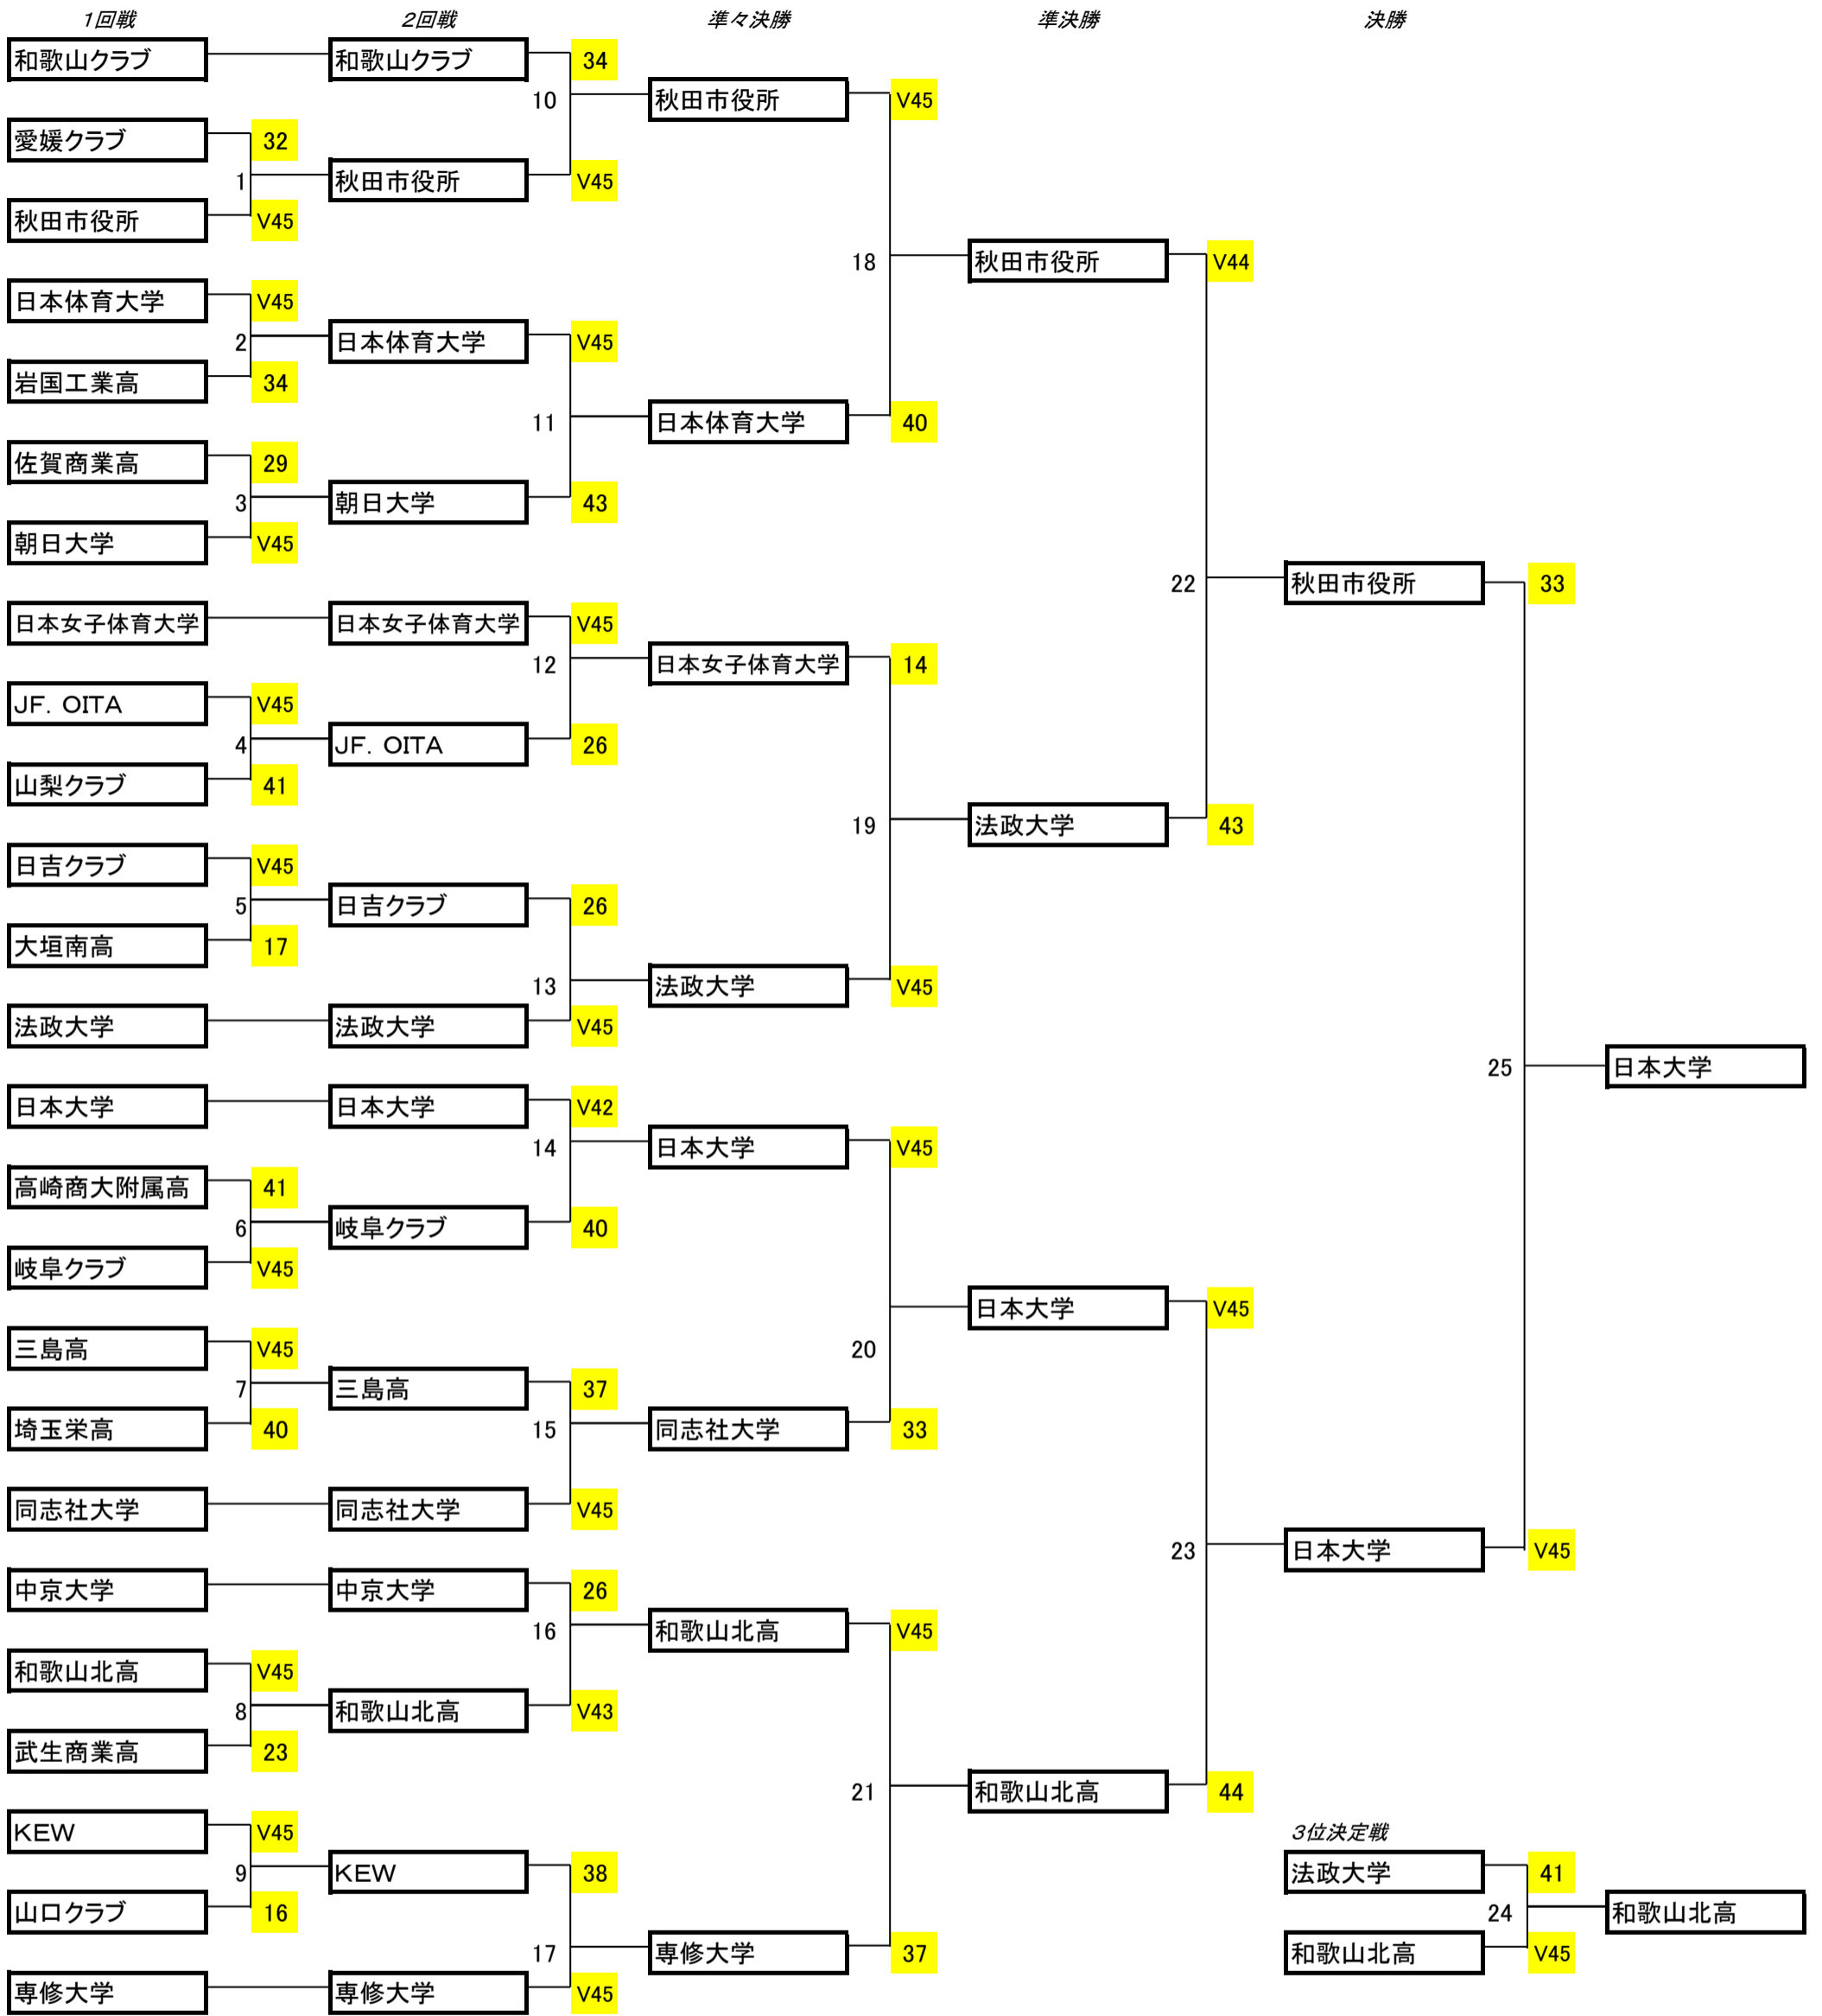 1回戦 2回戦 準々決勝 準決勝 決勝
和歌山クラブ 和歌山クラブ 34
10 秋田市役所 V45
愛媛クラブ 32
1 秋田市役所 V45
秋田市役所 V45
18 秋田市役所 V44
日本体育大学 V45
2 日本体育大学 V45
岩国工業高 34
11 日本体育大学 40
佐賀商業高 29
3 朝日大学 43
朝日大学 V45
22 秋田市役所 33
日本女子体育大学 日本女子体育大学 V45
12 日本女子体育大学 14
JF. OITA V45
4 JF. OITA 26
山梨クラブ 41
19 法政大学 43
日吉クラブ V45
5 日吉クラブ 26
大垣南高 17
13 法政大学 V45
法政大学 法政大学 V45
25 日本大学
日本大学 日本大学 V42
14 日本大学 V45
高崎商大附属高 41
6 岐阜クラブ 40
岐阜クラブ V45
日本大学 V45
三島高 V45
20
7 三島高 37
埼玉栄高 40
15 同志社大学 33
同志社大学 同志社大学 V45
23 日本大学 V45
中京大学 中京大学 26
16 和歌山北高 V45
和歌山北高 V45
8 和歌山北高 V43
武生商業高 23
21 和歌山北高 44
KEW V45
3位決定戦
9 KEW 38
法政大学 41
山口クラブ 16
24 和歌山北高
17 専修大学 37
和歌山北高 V45
専修大学 専修大学 V45